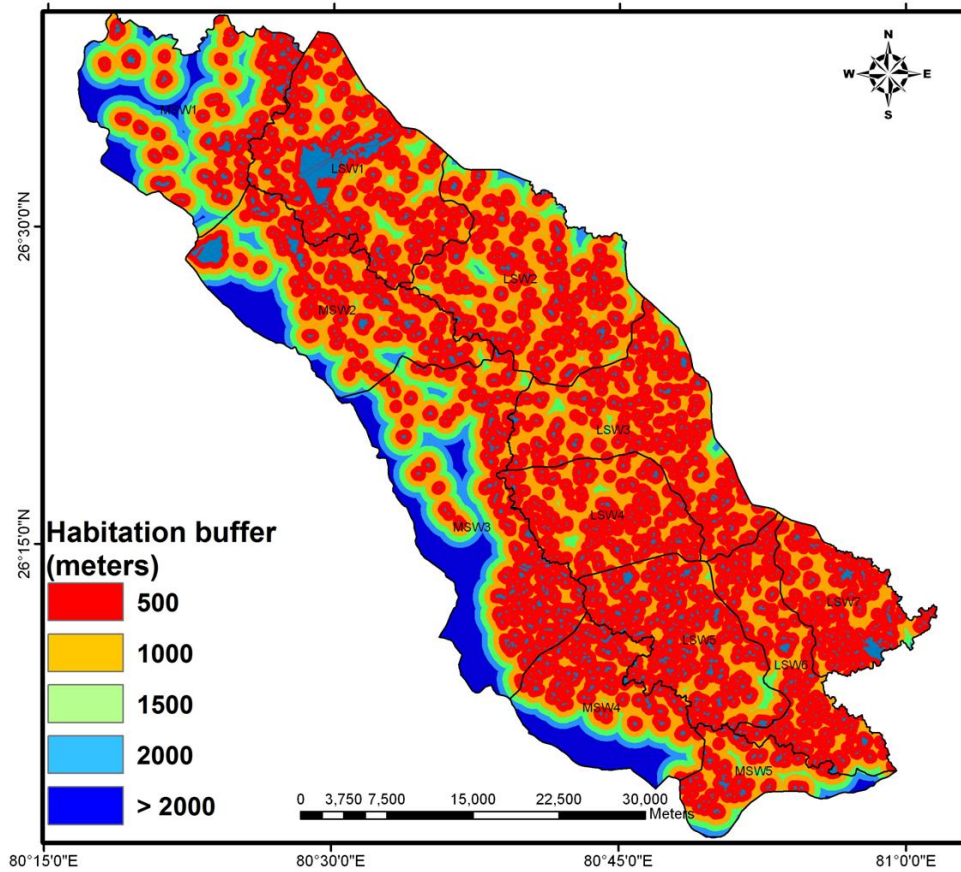 N
W E
S
MSW1
LSW1
26°30'0"N
LSW2
MSW2
LSW3
LSW4
MSW3
26°15'0"N
Habitation buffer
(meters)
500
1000
1500
2000
> 2000
LSW7
LSW5
LSW6
MSW4
MSW5
0 3,750 7,500 15,000 22,500 30,000
Meters
80°15'0"E 80°30'0"E 80°45'0"E 81°0'0"E